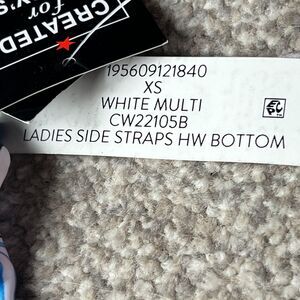 CREATED
for
195609121840
XS
WHITE MULTI
CW22105B
LADIES SIDE STRAPS HW BOTTOM